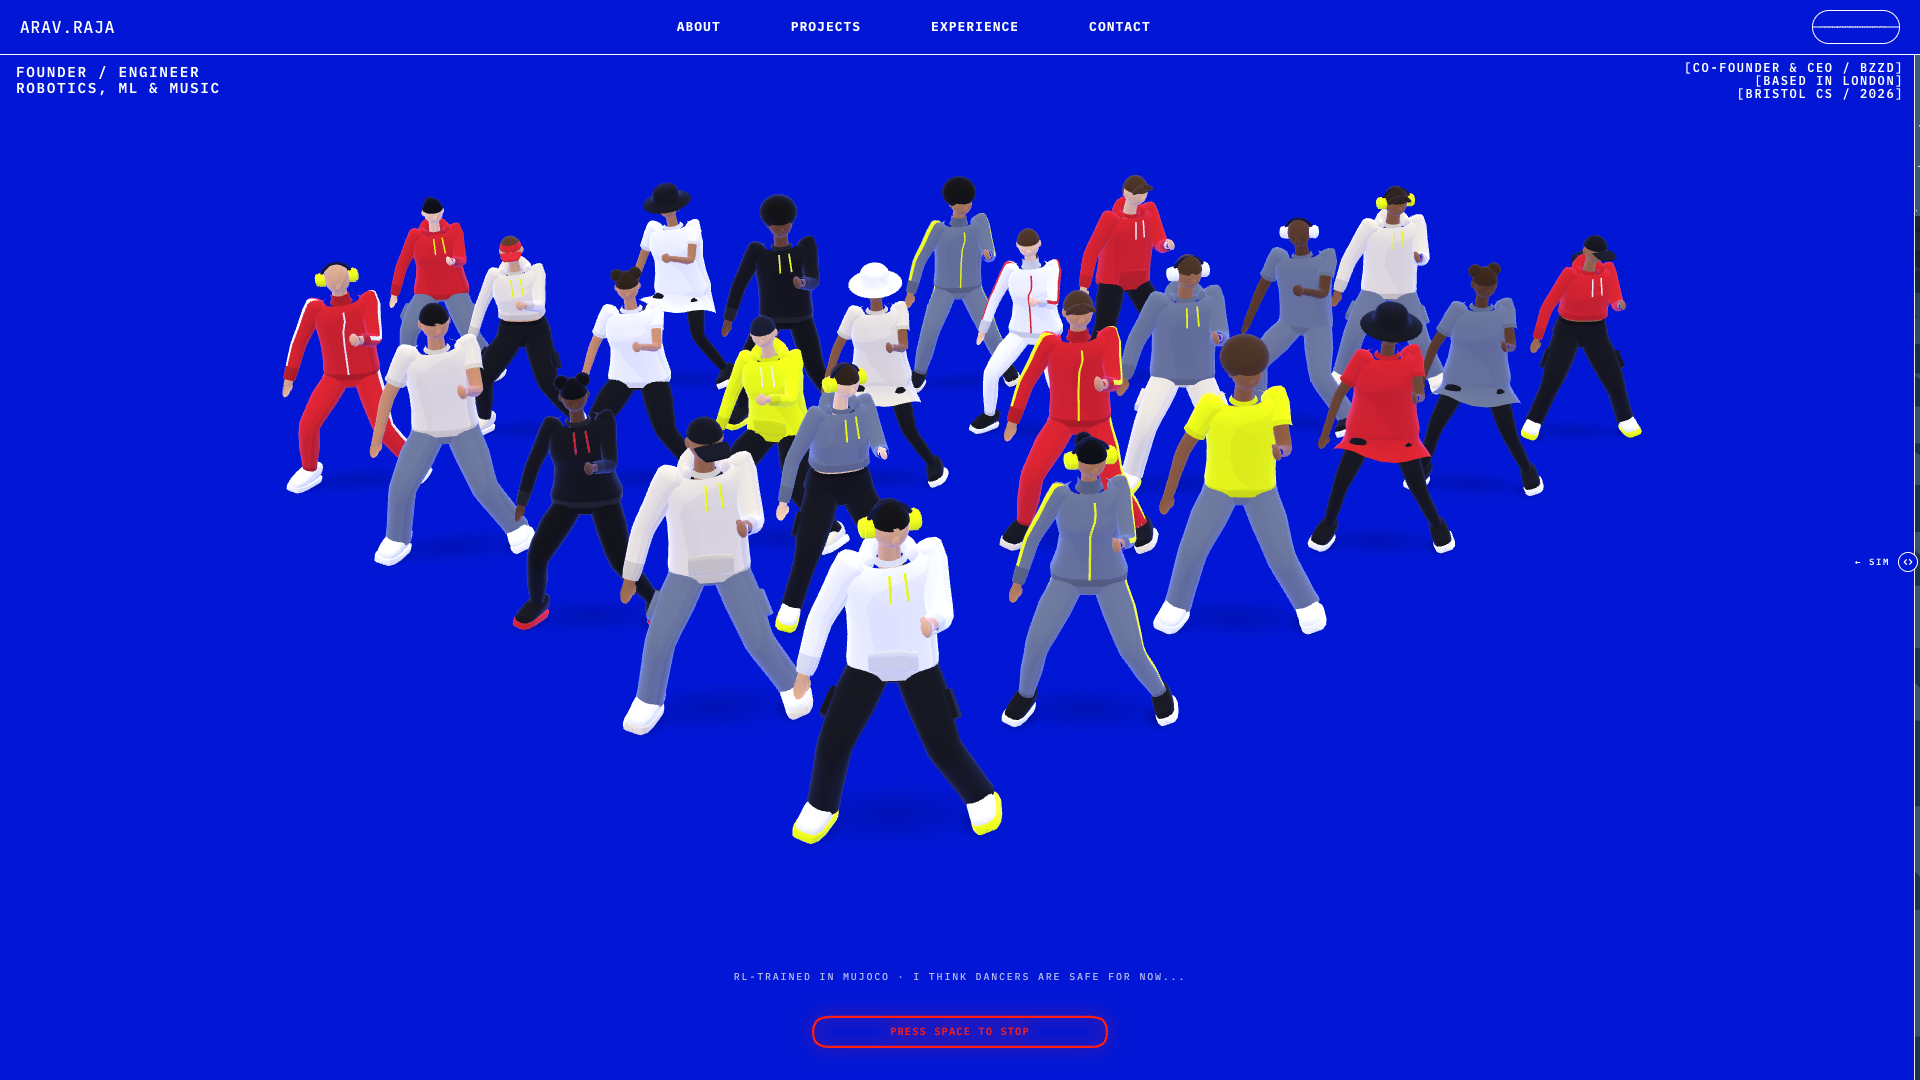 ARAV.RAJA
ABOUT
PROJECTS
EXPERIENCE
CONTACT
FOUNDER / ENGINEER
ROBOTICS, ML & MUSIC
[CO-FOUNDER & CEO / BZZD]
[BASED IN LONDON]
[BRISTOL CS / 2026]
← SIM
RL-TRAINED IN MUJOCO · I THINK DANCERS ARE SAFE FOR NOW...
PRESS SPACE TO STOP